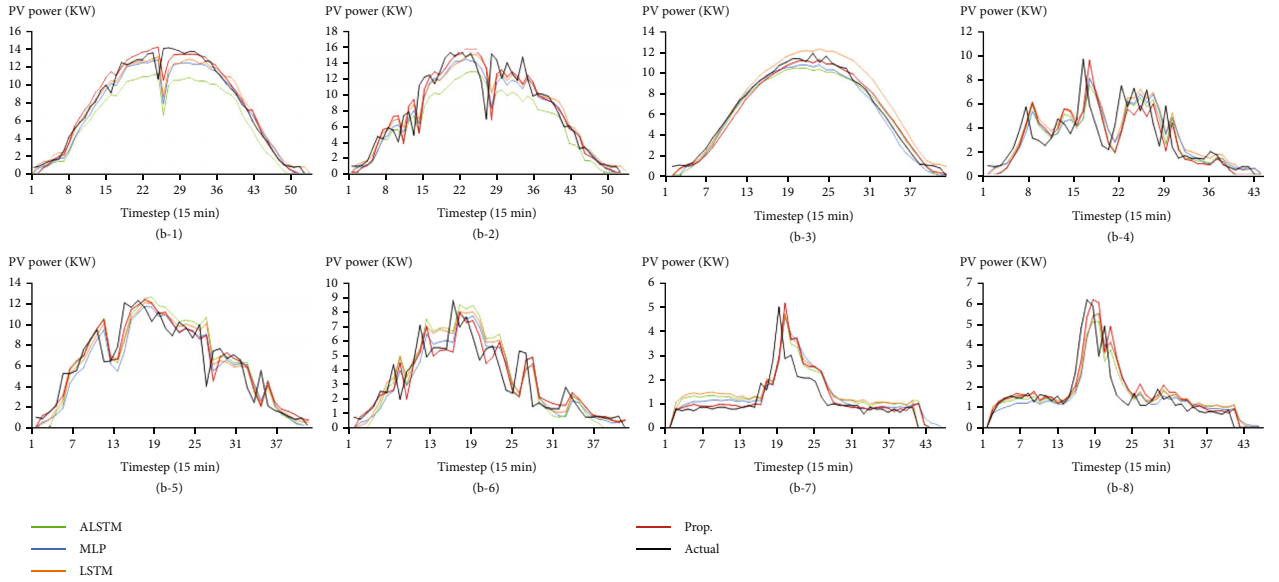 PV power (KW)
16
14
12
10
8
6
4
2
0
1 8 15 22 29 36 43 50
Timestep (15 min)
(b-1)
PV power (KW)
18
16
14
12
10
8
6
4
2
0
1 8 15 22 29 36 43 50
Timestep (15 min)
(b-2)
PV power (KW)
14
12
10
8
6
4
2
0
1 7 13 19 25 31 37
Timestep (15 min)
(b-3)
PV power (KW)
12
10
8
6
4
2
0
1 8 15 22 29 36 43
Timestep (15 min)
(b-4)
PV power (KW)
14
12
10
8
6
4
2
0
1 7 13 19 25 31 37
Timestep (15 min)
(b-5)
PV power (KW)
10
9
8
7
6
5
4
3
2
1
0
1 7 13 19 25 31 37
Timestep (15 min)
(b-6)
PV power (KW)
6
5
4
3
2
1
0
1 7 13 19 25 31 37 43
Timestep (15 min)
(b-7)
PV power (KW)
7
6
5
4
3
2
1
0
1 7 13 19 25 31 37 43
Timestep (15 min)
(b-8)
ALSTM
MLP
LSTM
Prop.
Actual